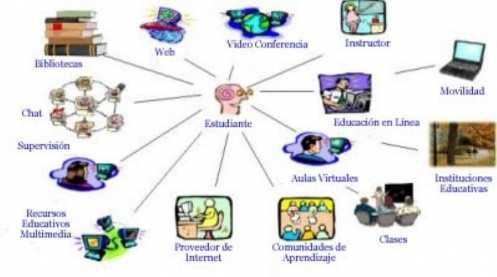 Bibliotecas
Web
Video Conferencia
Instructor
Movilidad
Chat
Supervisión
Estudiante
Educación en Línea
Aulas Virtuales
Instituciones
Educativas
Recursos
Educativos
Multimedia
Proveedor de
Internet
Comunidades de
Aprendizaje
Clases